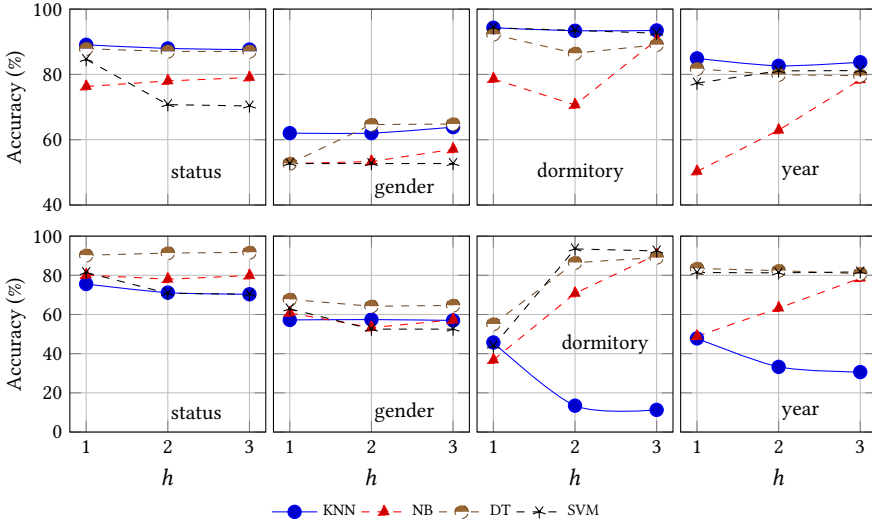 100
80
60
40
Accuracy (%)
status
gender
dormitory
year
100
80
60
40
20
0
Accuracy (%)
status
gender
dormitory
year
1 2 3 1 2 3 1 2 3 1 2 3
h h h h
KNN NB DT SVM